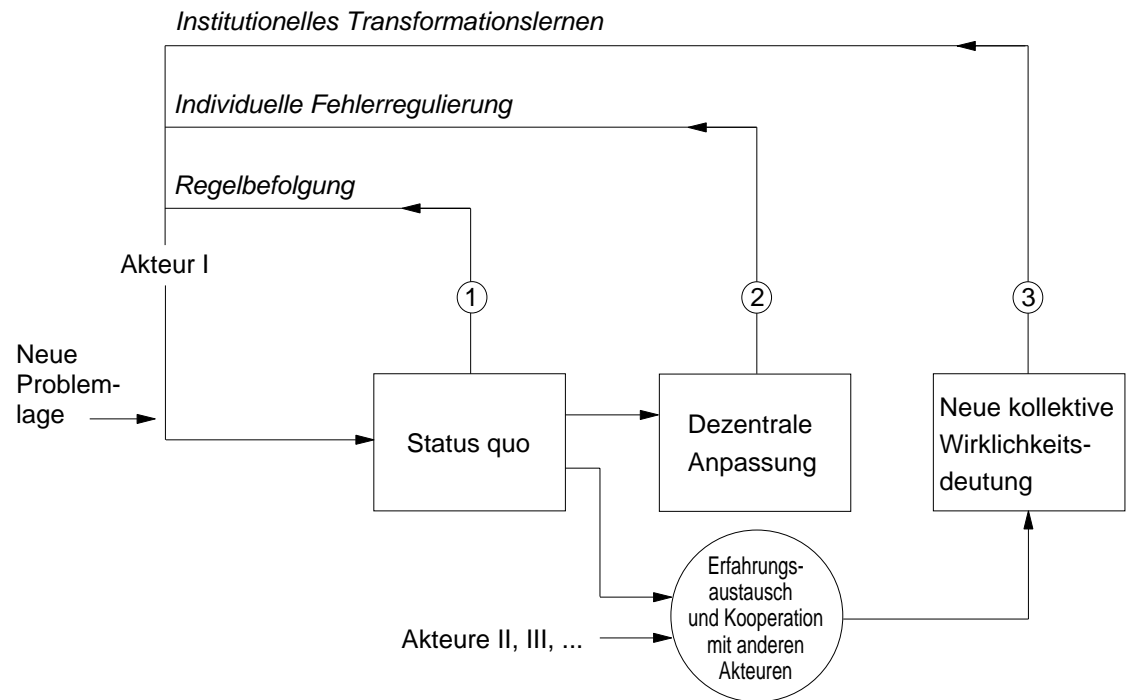 Institutionelles Transformationslernen
Individuelle Fehlerregulierung
Regelbefolgung
Akteur I
1
2
3
Neue
Problem-
lage
Status quo
Dezentrale
Anpassung
Neue kollektive
Wirklichkeits-
deutung
Erfahrungs-
austausch
und Kooperation
mit anderen
Akteuren
Akteure II, III, ...